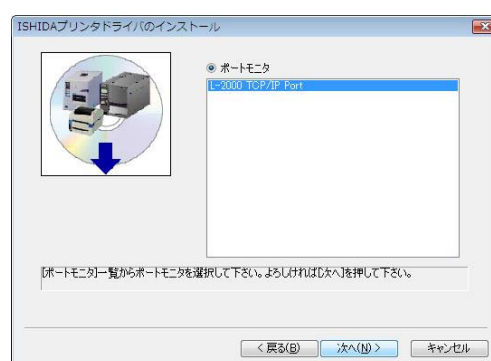 ISHIDAプリンタドライバのインストール
ポートモニタ
L-2000 TCP/IP Port
[ポートモニタ]一覧からポートモニタを選択して下さい。よろしければ[次へ]を押して下さい。
< 戻る(B)
次へ(N) >
キャンセル